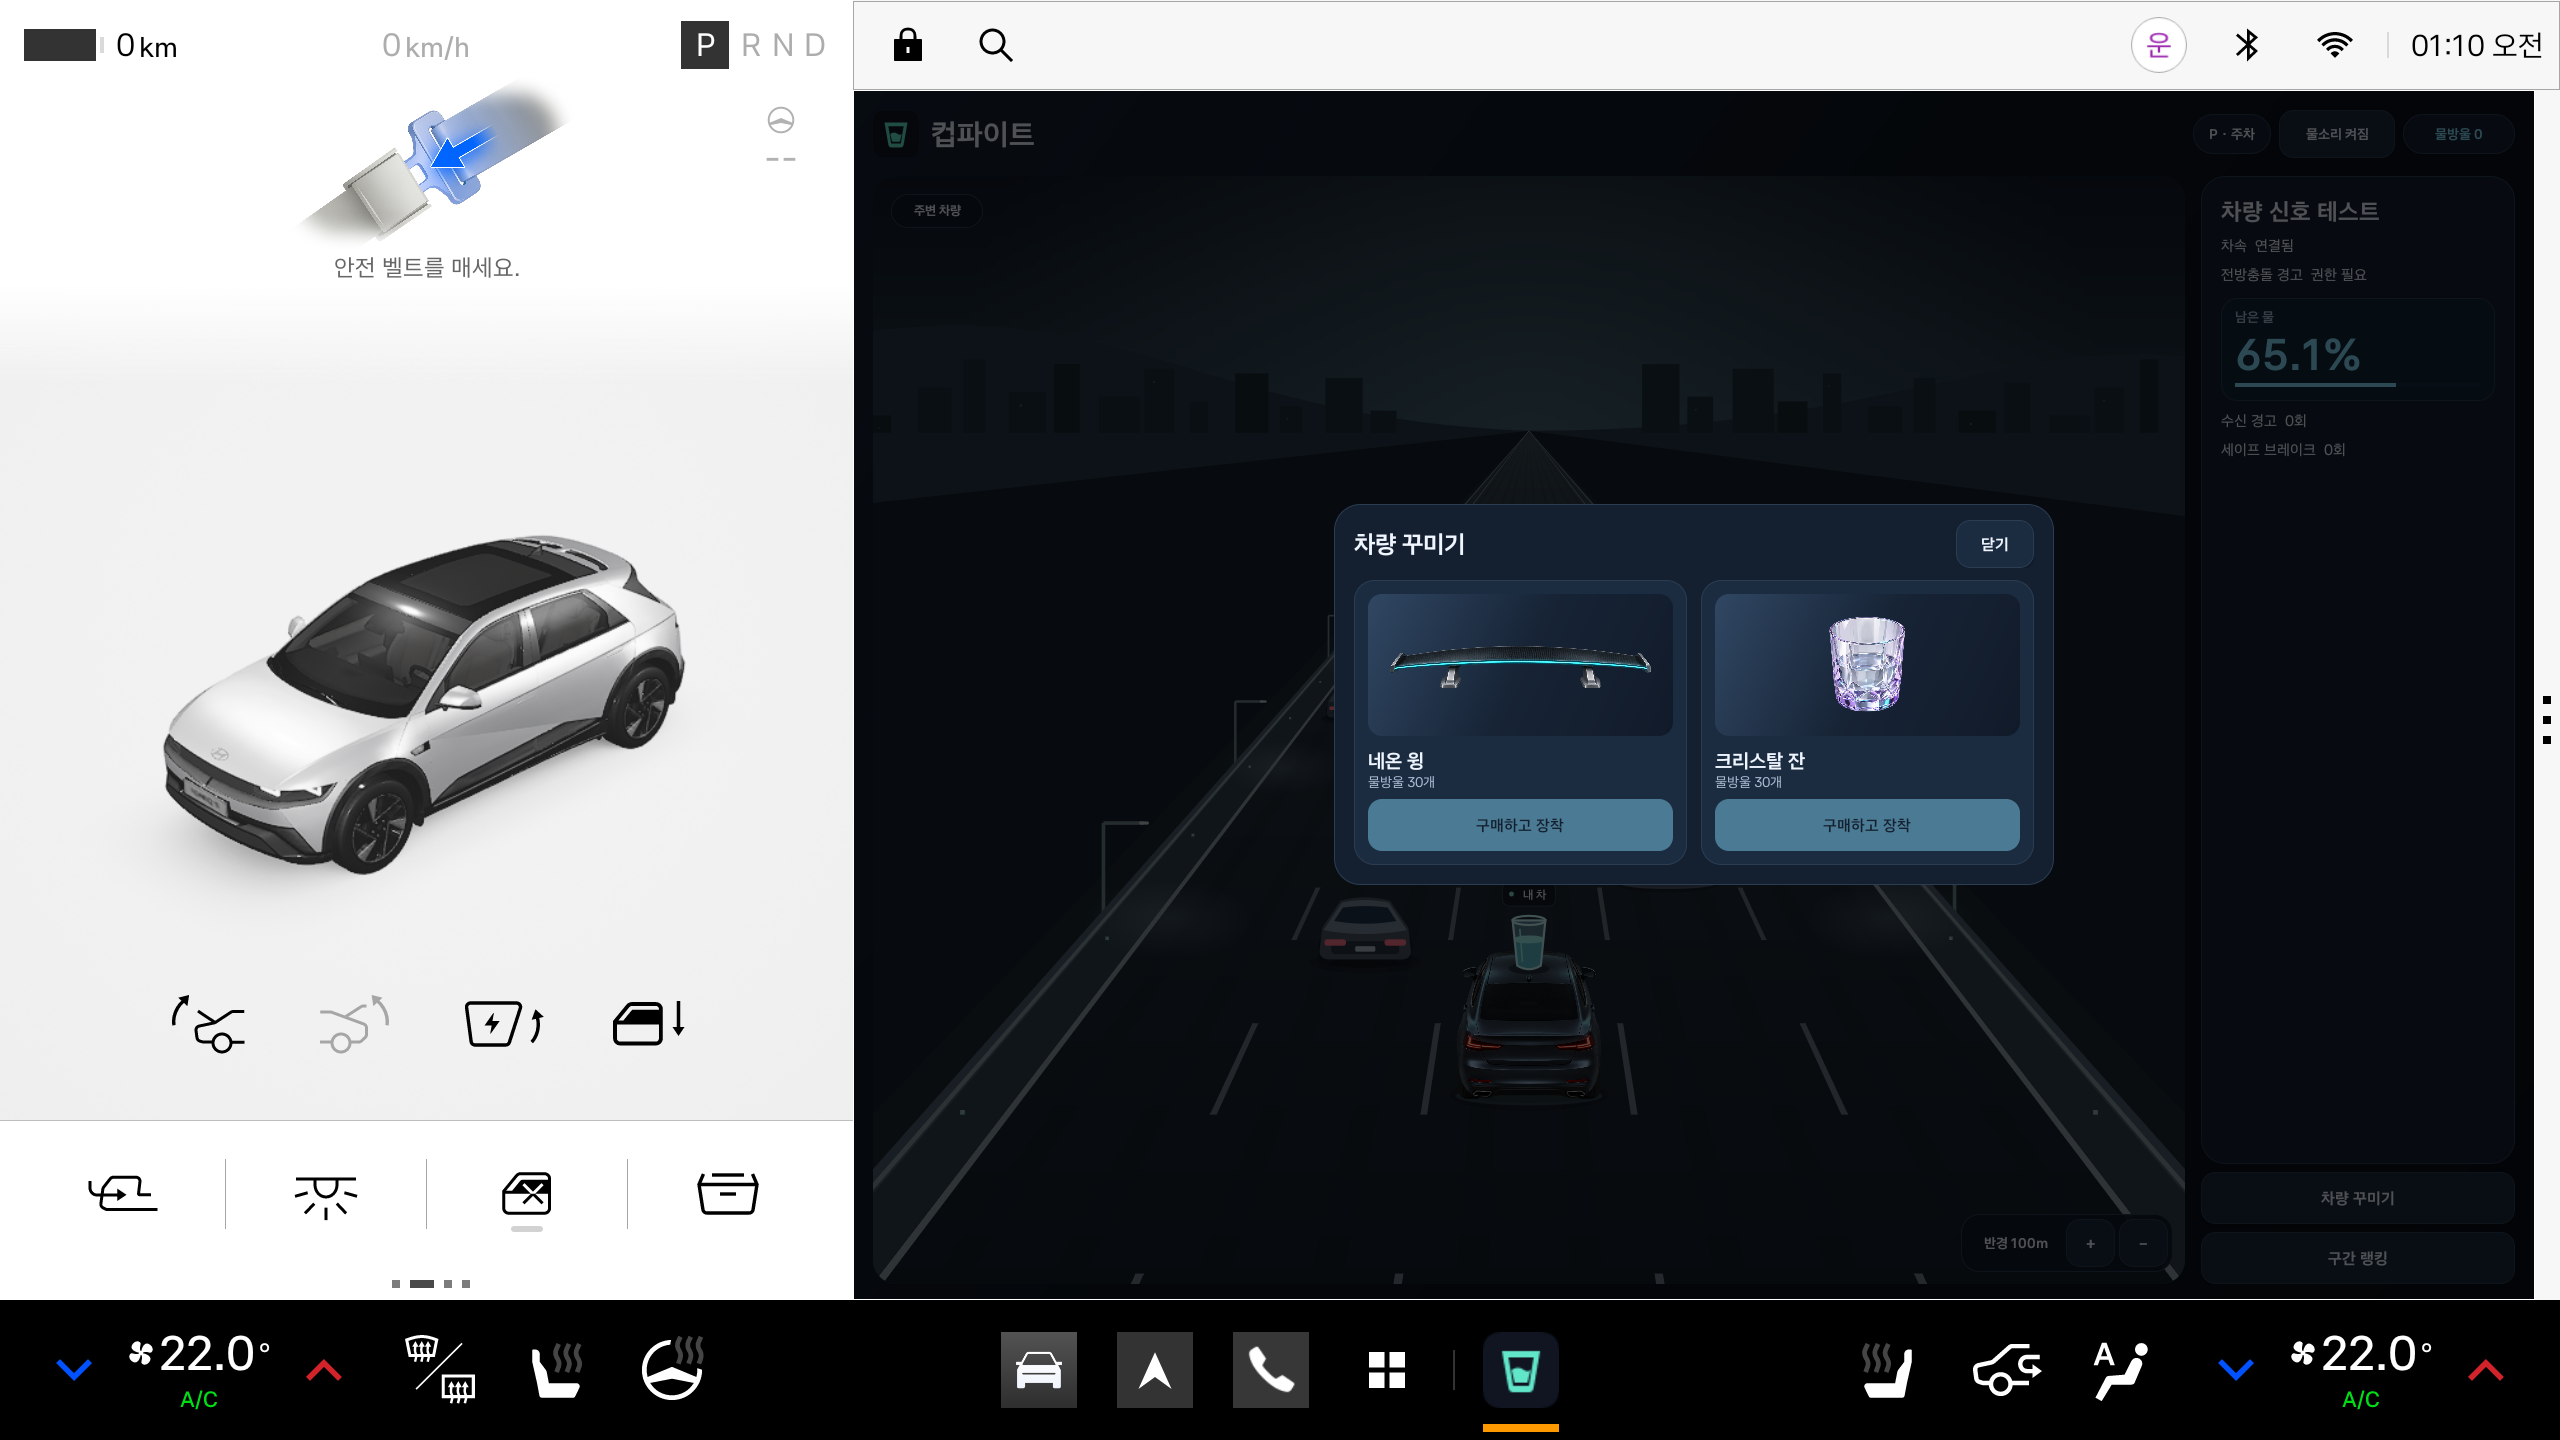 0 km
0 km/h
P R N D
안전 벨트를 매세요.
운
01:10 오전
컵파이트
P · 주차
물소리 켜짐
물방울 0
주변 차량
차량 신호 테스트
차속 연결됨
전방충돌 경고 권한 필요
남은 물
65.1%
수신 경고 0회
세이프 브레이크 0회
차량 꾸미기
닫기
네온 윙
물방울 30개
구매하고 장착
크리스탈 잔
물방울 30개
구매하고 장착
내 차
반경 100m
+
−
차량 꾸미기
구간 랭킹
22.0°
A/C
A
22.0°
A/C